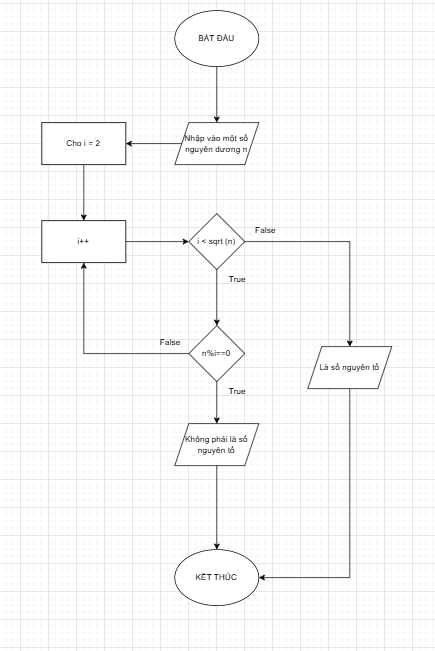 BẮT ĐẦU
Nhập vào một số
nguyên dương n
Cho i = 2
i++
i < sqrt (n)
False
True
n%i==0
False
True
Là số nguyên tố
Không phải là số
nguyên tố
KẾT THÚC